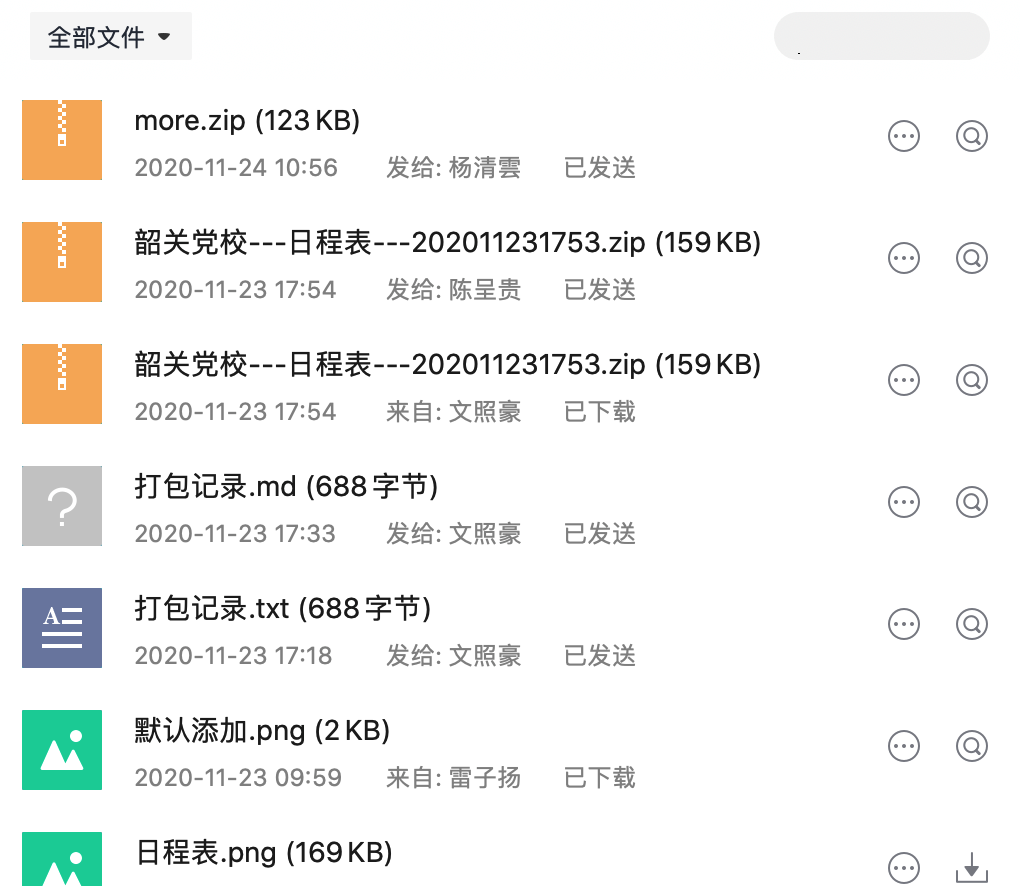 全部文件
more.zip (123 KB)
2020-11-24 10:56 发给: 杨清雲 已发送
韶关党校---日程表---202011231753.zip (159 KB)
2020-11-23 17:54 发给: 陈呈贵 已发送
韶关党校---日程表---202011231753.zip (159 KB)
2020-11-23 17:54 来自: 文照豪 已下载
打包记录.md (688 字节)
2020-11-23 17:33 发给: 文照豪 已发送
打包记录.txt (688 字节)
2020-11-23 17:18 发给: 文照豪 已发送
默认添加.png (2 KB)
2020-11-23 09:59 来自: 雷子扬 已下载
日程表.png (169 KB)